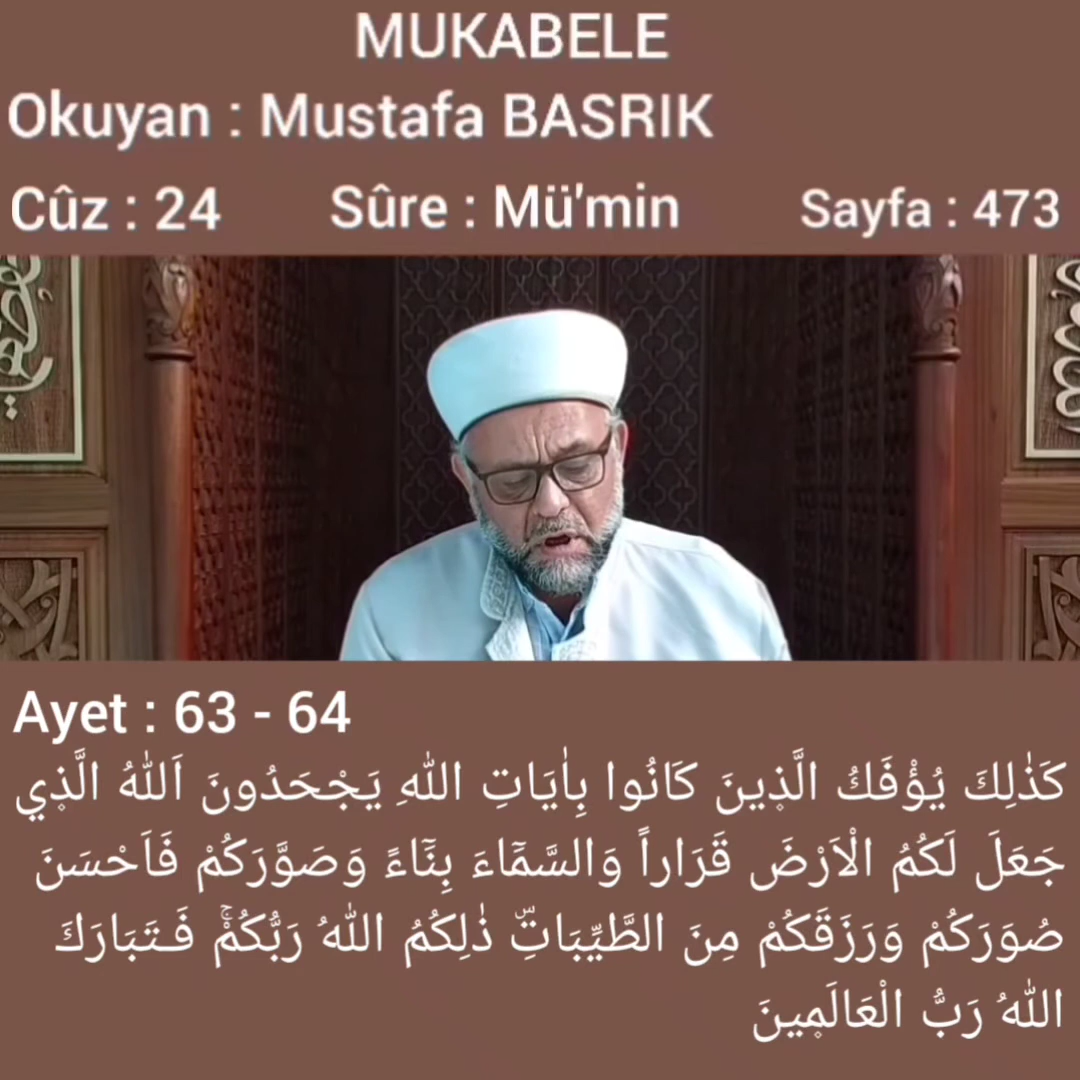 MUKABELE
Okuyan : Mustafa BASRIK
Cûz : 24 Sûre : Mü'min Sayfa : 473
Ayet : 63 - 64
كَذٰلِكَ يُؤْفَكُ الَّذ۪ينَ كَانُوا بِاٰيَاتِ اللّٰهِ يَجْحَدُونَ اَللّٰهُ الَّذ۪ي
جَعَلَ لَكُمُ الْاَرْضَ قَرَاراً وَالسَّمَٓاءَ بِنَٓاءً وَصَوَّرَكُمْ فَاَحْسَنَ
صُوَرَكُمْ وَرَزَقَكُمْ مِنَ الطَّيِّبَاتِۜ ذٰلِكُمُ اللّٰهُ رَبُّكُمْۚ فَتَبَارَكَ
اللّٰهُ رَبُّ الْعَالَم۪ينَ